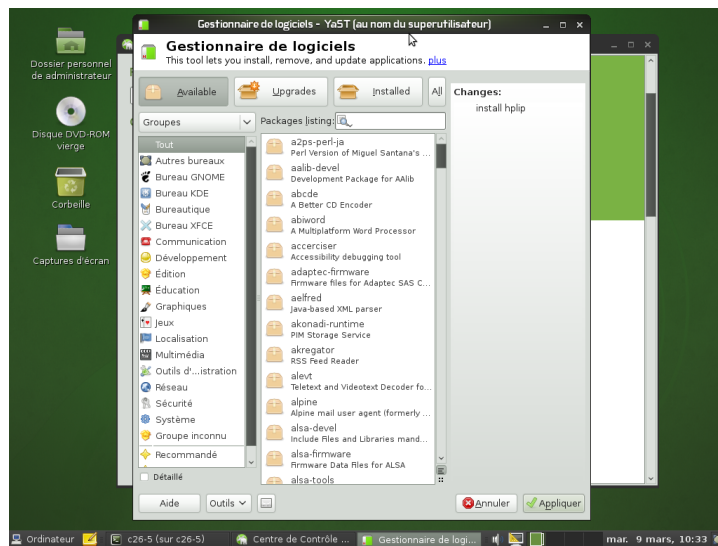 Gestionnaire de logiciels - YaST (au nom du superutilisateur)
Gestionnaire de logiciels
This tool lets you install, remove, and update applications. plus
Dossier personnel
de administrateur
Disque DVD-ROM
vierge
Corbeille
Captures d'écran
Available
Upgrades
Installed
All
Changes:
install hplip
Groupes
Packages listing:
Tout
Autres bureaux
Bureau GNOME
Bureau KDE
Bureautique
Bureau XFCE
Communication
Développement
Édition
Éducation
Graphiques
Jeux
Localisation
Multimédia
Outils d'...istration
Réseau
Sécurité
Système
Groupe inconnu
Recommandé
Détaillé
a2ps-perl-ja
Perl Version of Miguel Santana's ...
aalib-devel
Development Package for AAlib
abcde
A Better CD Encoder
abiword
A Multiplatform Word Processor
accerciser
Accessibility debugging tool
adaptec-firmware
Firmware files for Adaptec SAS C...
aelfred
Java-based XML parser
akonadi-runtime
PIM Storage Service
akregator
RSS Feed Reader
alevt
Teletext and Videotext Decoder fo...
alpine
Alpine mail user agent (formerly ...
alsa-devel
Include Files and Libraries mand...
alsa-firmware
Firmware Data Files for ALSA
alsa-tools
Aide
Outils
Annuler
Appliquer
Ordinateur
c26-5 (sur c26-5)
Centre de Contrôle ...
Gestionnaire de logi...
mar. 9 mars, 10:33